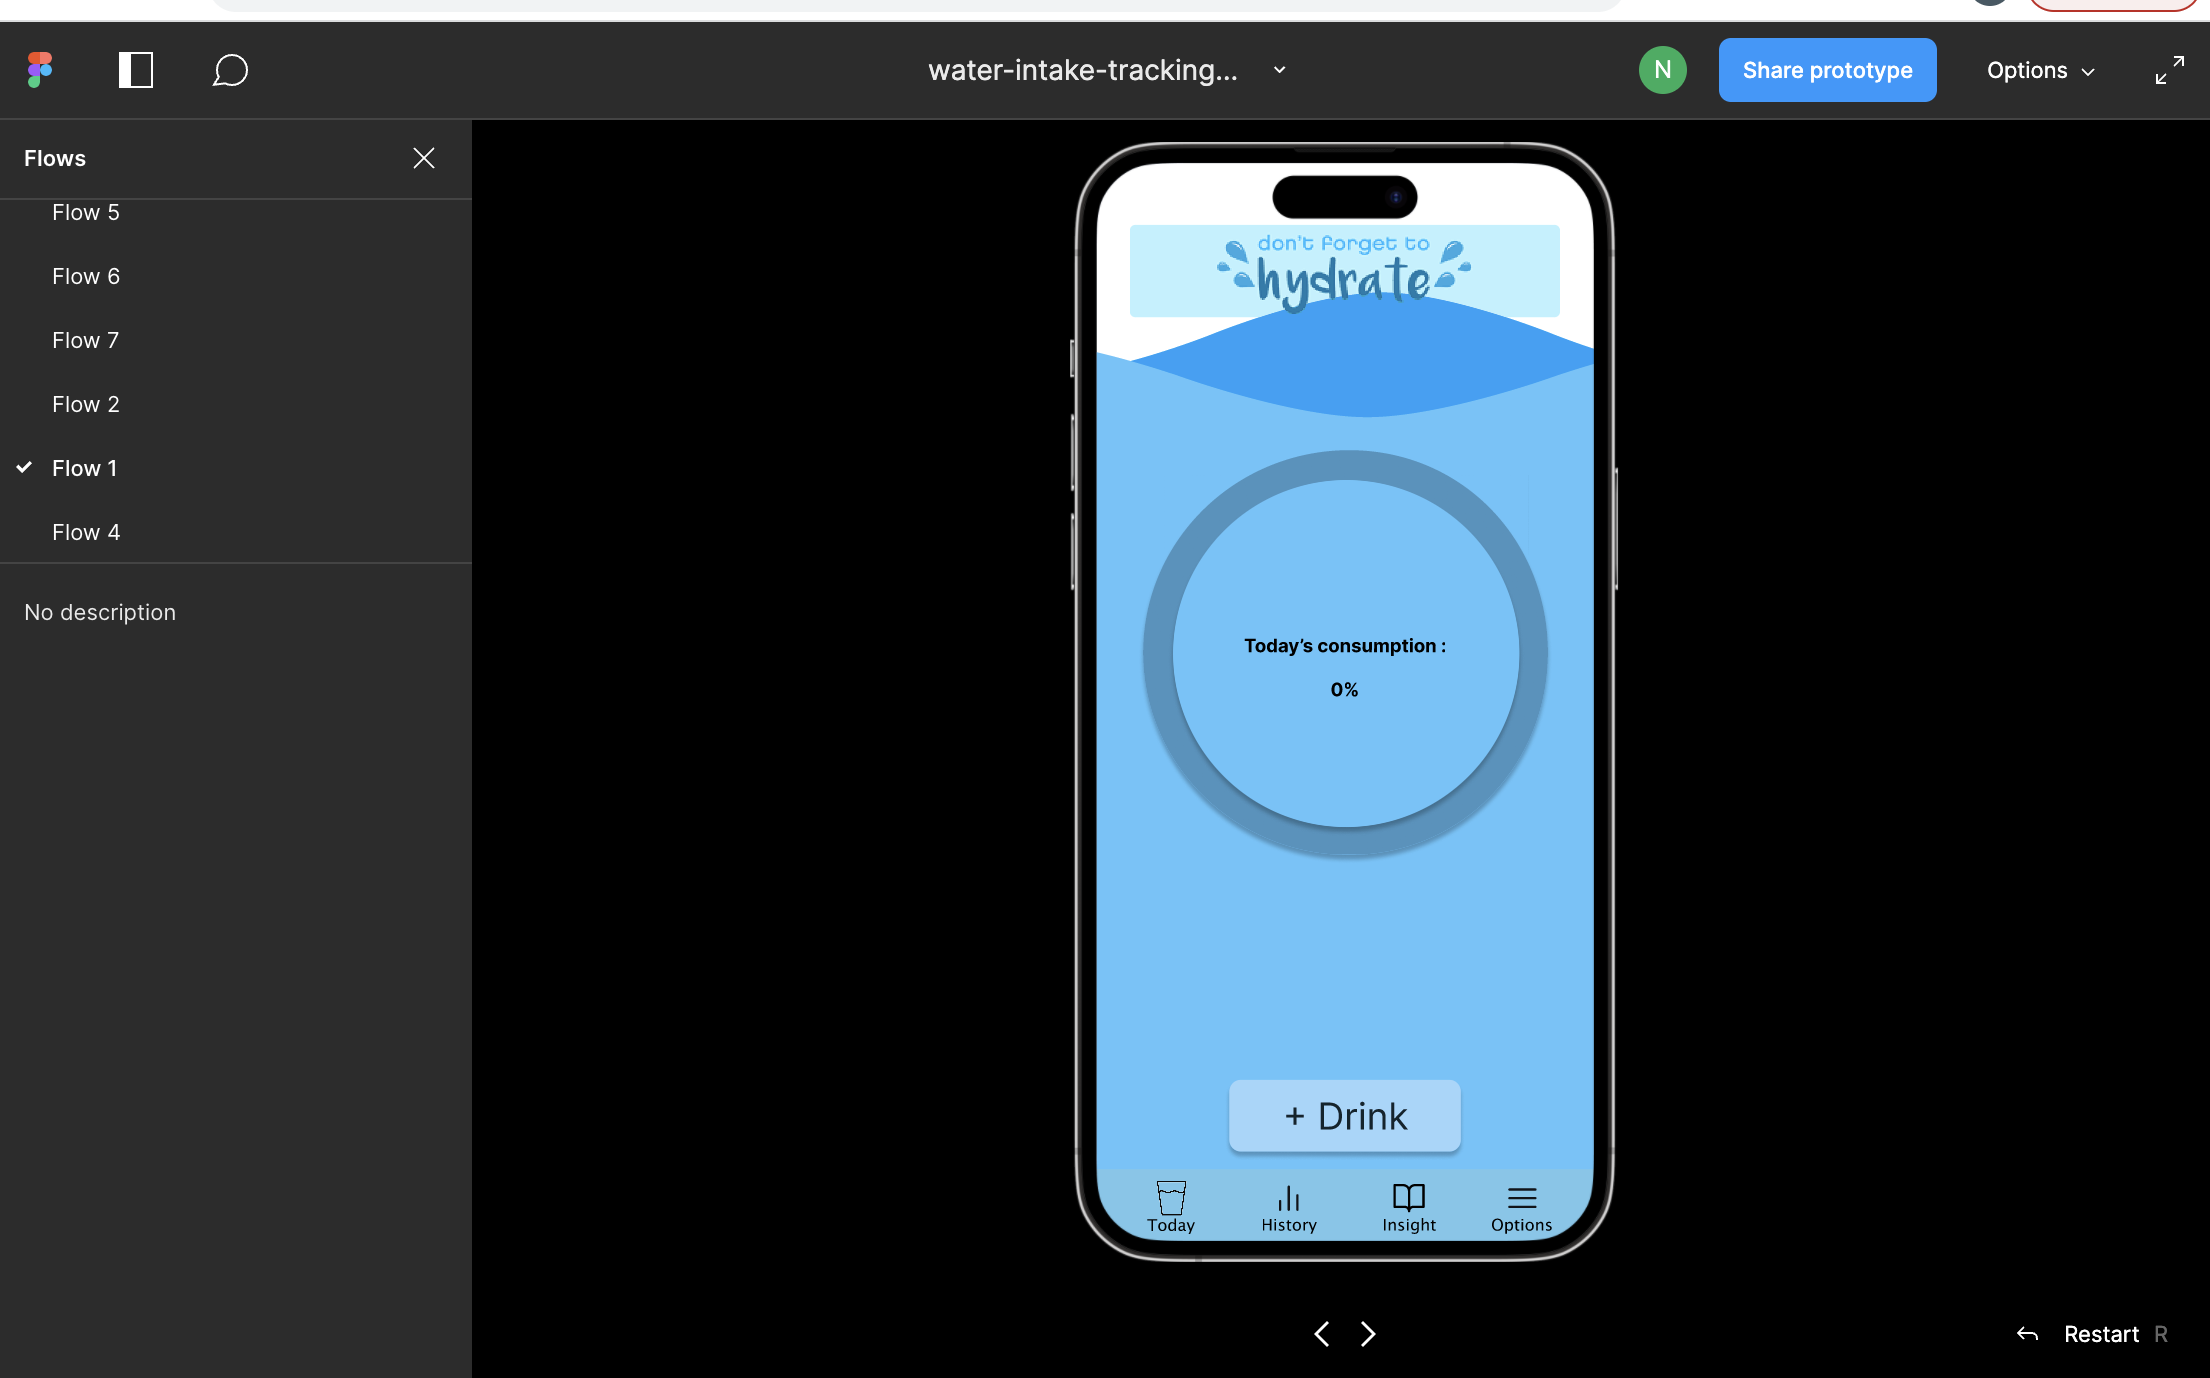 water-intake-tracking...
N
Share prototype
Options
Flows
Flow 5
Flow 6
Flow 7
Flow 2
Flow 1
Flow 4
No description
don't forget to
hydrate
Today's consumption :
0%
+ Drink
Today History Insight Options
Restart R